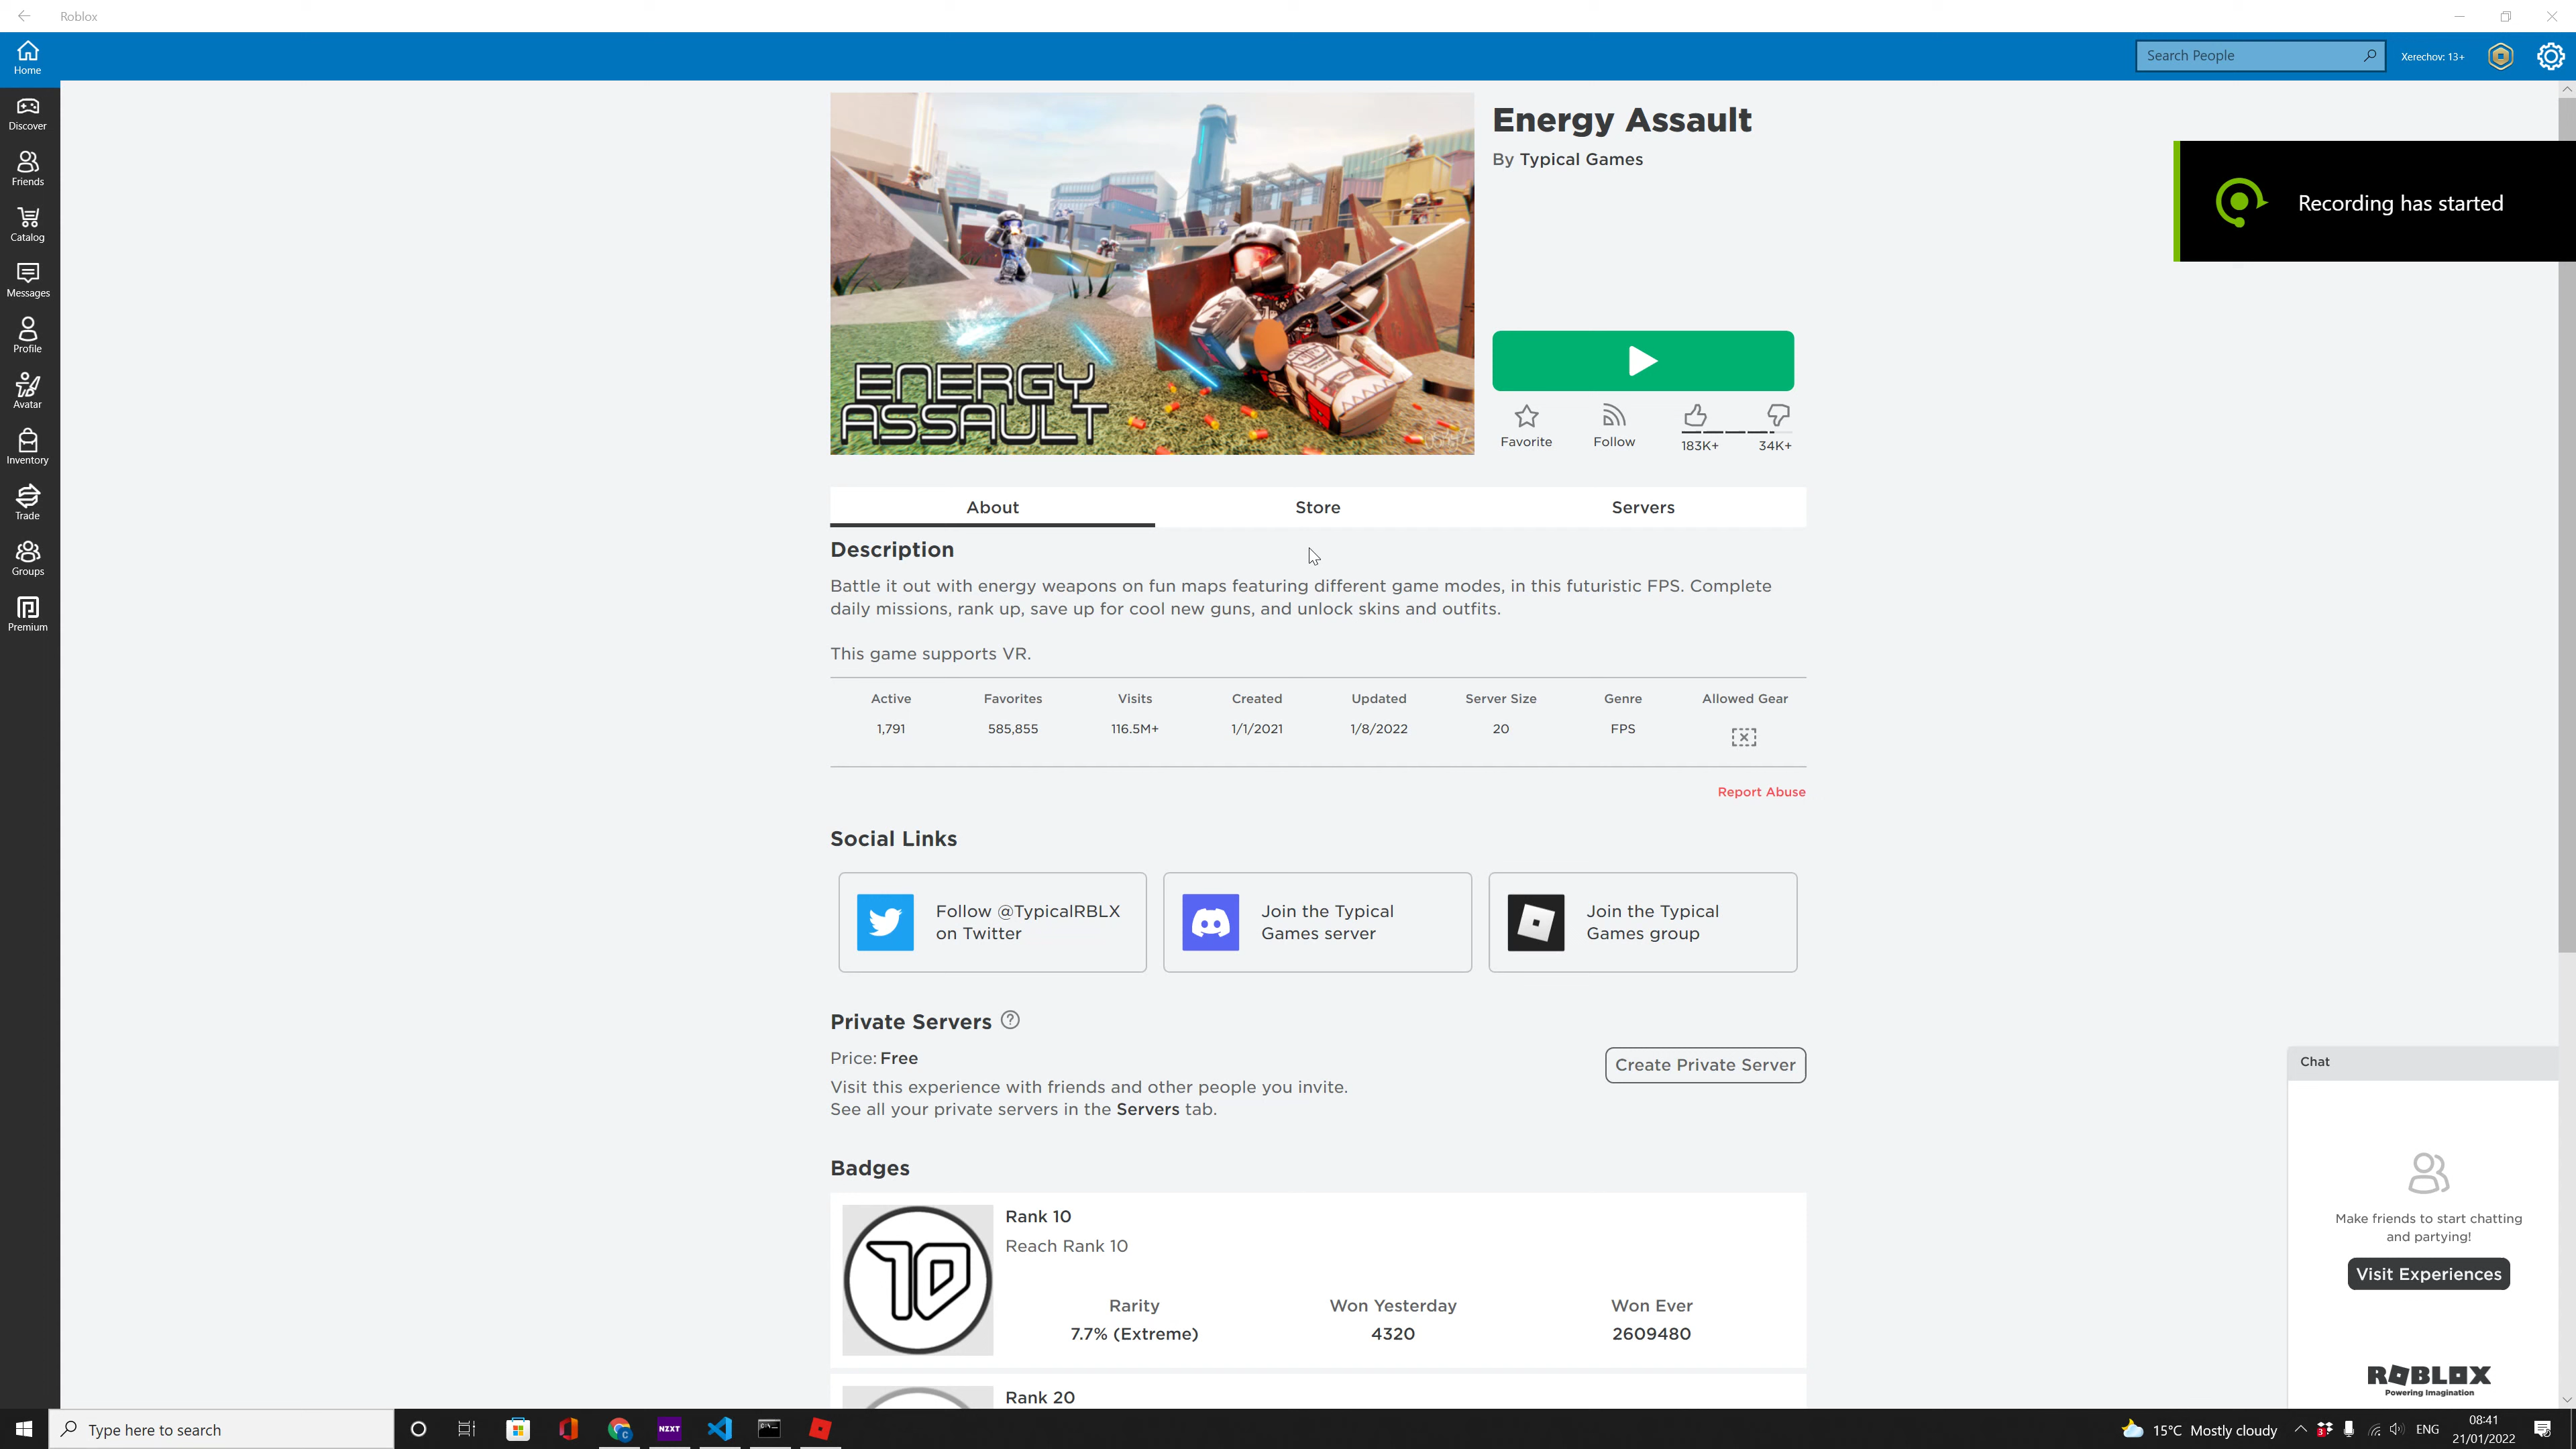 Roblox
Home
Search People
Xerechov: 13+
Discover
Friends
Catalog
Messages
Profile
Avatar
Inventory
Trade
Groups
Premium
ENERGY
ASSAULT
Energy Assault
By Typical Games
Recording has started
Favorite
Follow
183K+
34K+
About
Store
Servers
Description
Battle it out with energy weapons on fun maps featuring different game modes, in this futuristic FPS. Complete
daily missions, rank up, save up for cool new guns, and unlock skins and outfits.
This game supports VR.
Active Favorites Visits Created Updated Server Size Genre Allowed Gear
1,791 585,855 116.5M+ 1/1/2021 1/8/2022 20 FPS
Report Abuse
Social Links
Follow @TypicalRBLX
on Twitter
Join the Typical
Games server
Join the Typical
Games group
Private Servers ?
Price: Free
Create Private Server
Visit this experience with friends and other people you invite.
See all your private servers in the Servers tab.
Badges
10
Rank 10
Reach Rank 10
Rarity Won Yesterday Won Ever
7.7% (Extreme) 4320 2609480
Rank 20
Chat
Make friends to start chatting
and partying!
Visit Experiences
ROBLOX
Powering Imagination
Type here to search
NZXT
15°C Mostly cloudy
3
ENG
08:41
21/01/2022